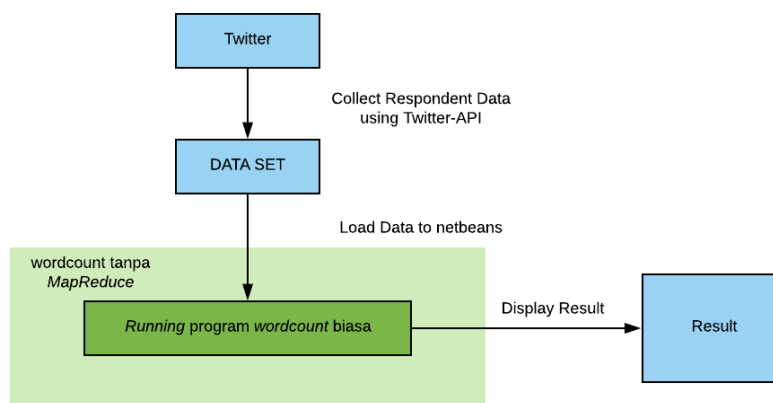 Twitter
Collect Respondent Data
using Twitter-API
DATA SET
Load Data to netbeans
wordcount tanpa
MapReduce
Running program wordcount biasa
Display Result
Result